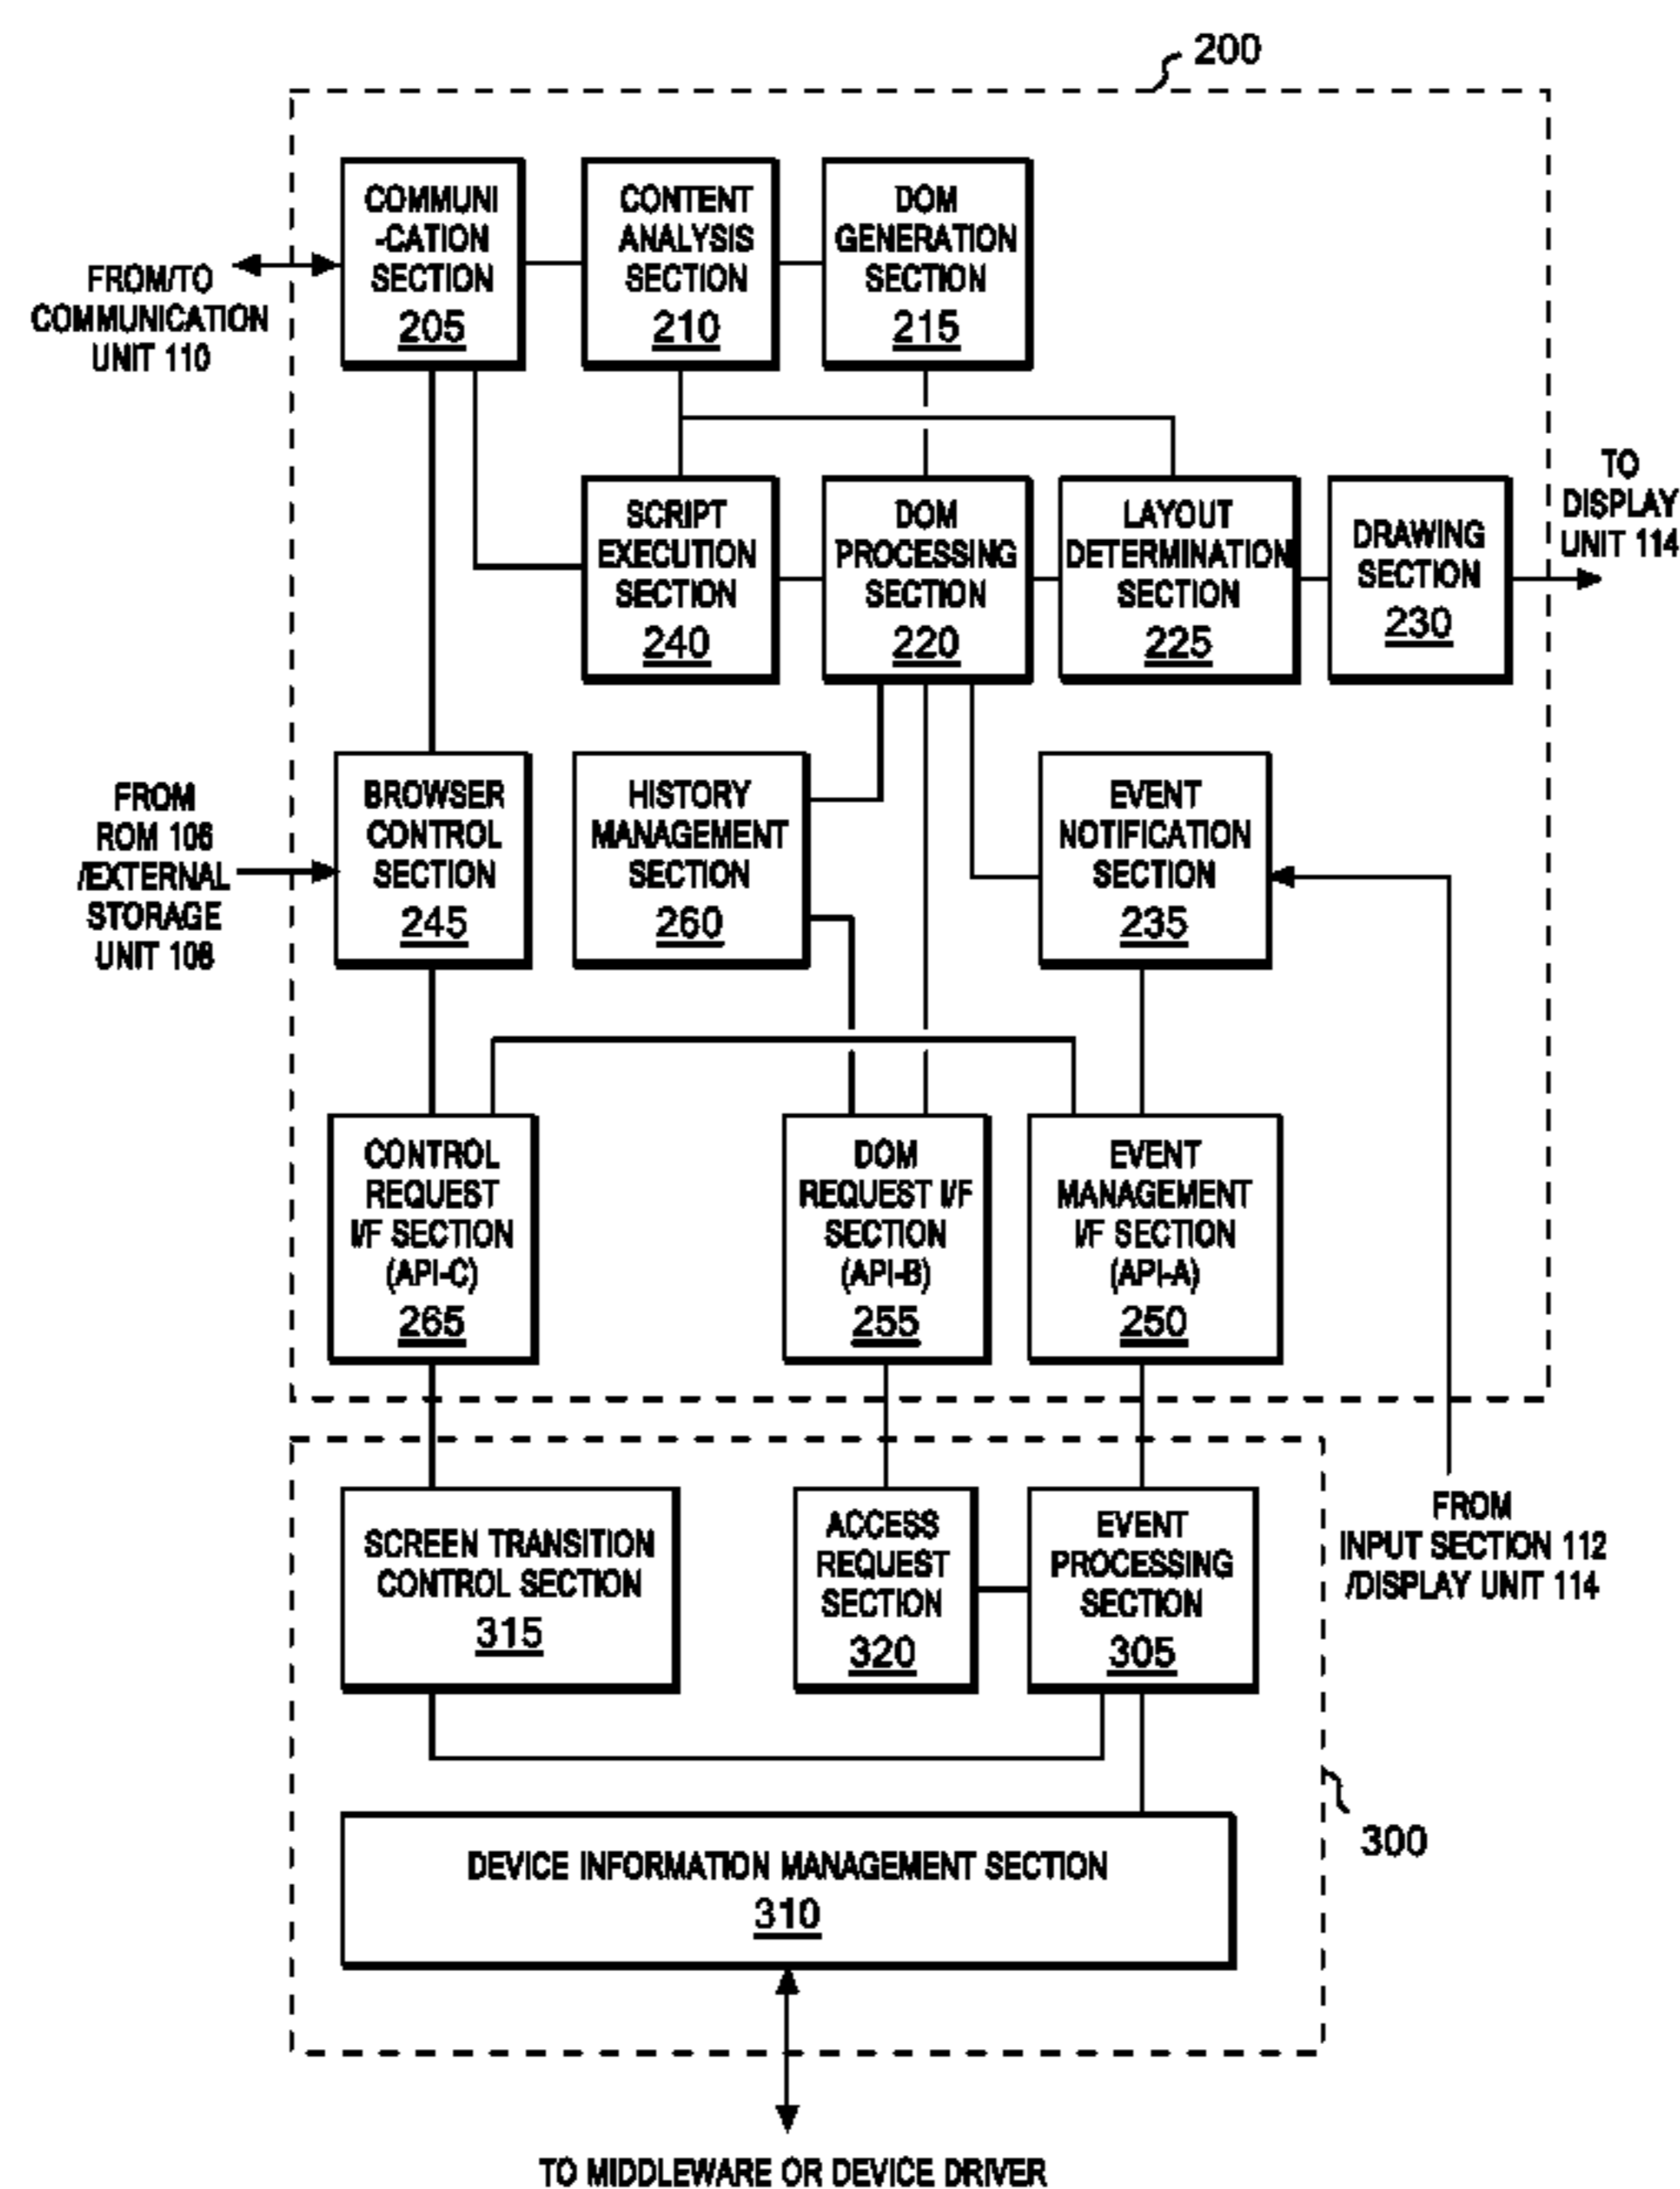 200
COMMUNI
-CATION
SECTION
205
CONTENT
ANALYSIS
SECTION
210
DOM
GENERATION
SECTION
215
FROM/TO
COMMUNICATION
UNIT 110
SCRIPT
EXECUTION
SECTION
240
DOM
PROCESSING
SECTION
220
LAYOUT
DETERMINATION
SECTION
225
DRAWING
SECTION
230
TO
DISPLAY
UNIT 114
FROM
ROM 106
/EXTERNAL
STORAGE
UNIT 108
BROWSER
CONTROL
SECTION
245
HISTORY
MANAGEMENT
SECTION
260
EVENT
NOTIFICATION
SECTION
235
CONTROL
REQUEST
I/F SECTION
(API-C)
265
DOM
REQUEST I/F
SECTION
(API-B)
255
EVENT
MANAGEMENT
I/F SECTION
(API-A)
250
SCREEN TRANSITION
CONTROL SECTION
315
ACCESS
REQUEST
SECTION
320
EVENT
PROCESSING
SECTION
305
FROM
INPUT SECTION 112
/DISPLAY UNIT 114
300
DEVICE INFORMATION MANAGEMENT SECTION
310
TO MIDDLEWARE OR DEVICE DRIVER